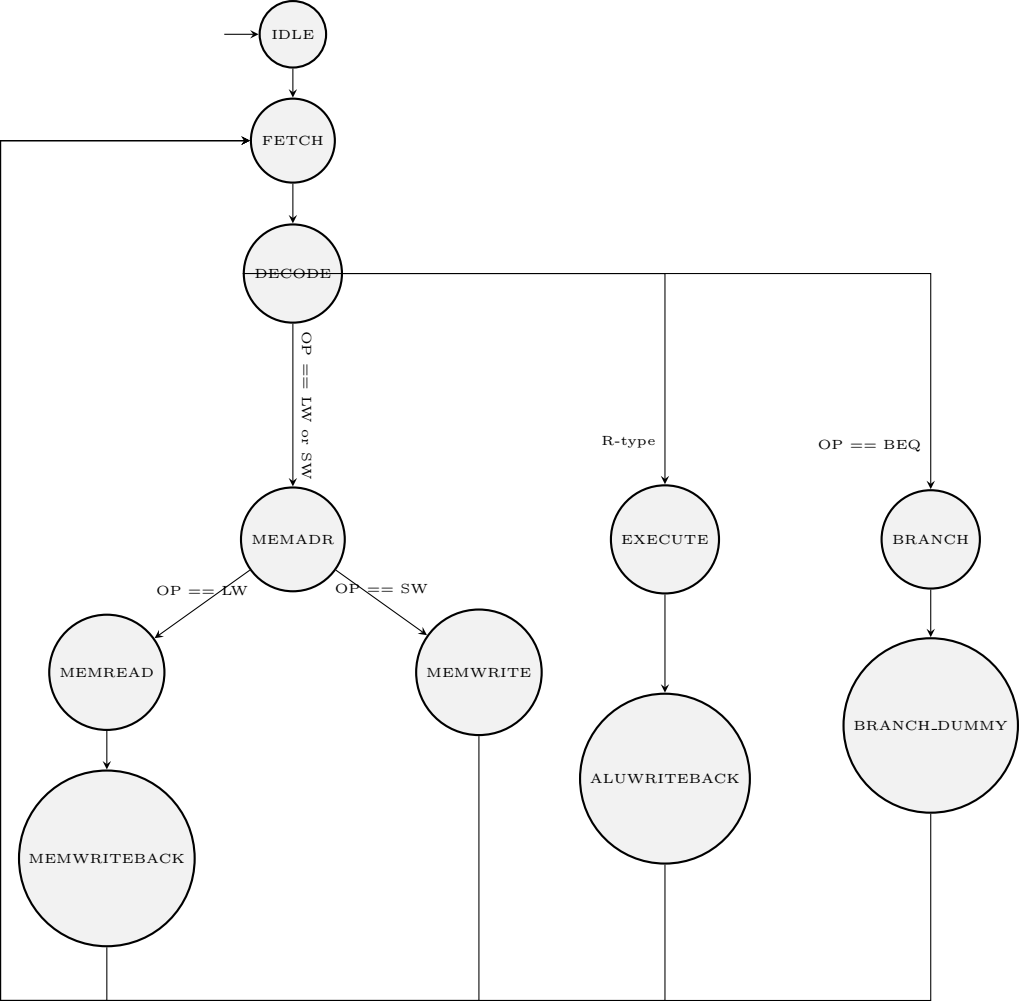 IDLE
FETCH
DECODE
OP == LW or SW
R-type
OP == BEQ
MEMADR
EXECUTE
BRANCH
OP == LW
OP == SW
MEMREAD
MEMWRITE
BRANCH_DUMMY
ALUWRITEBACK
MEMWRITEBACK